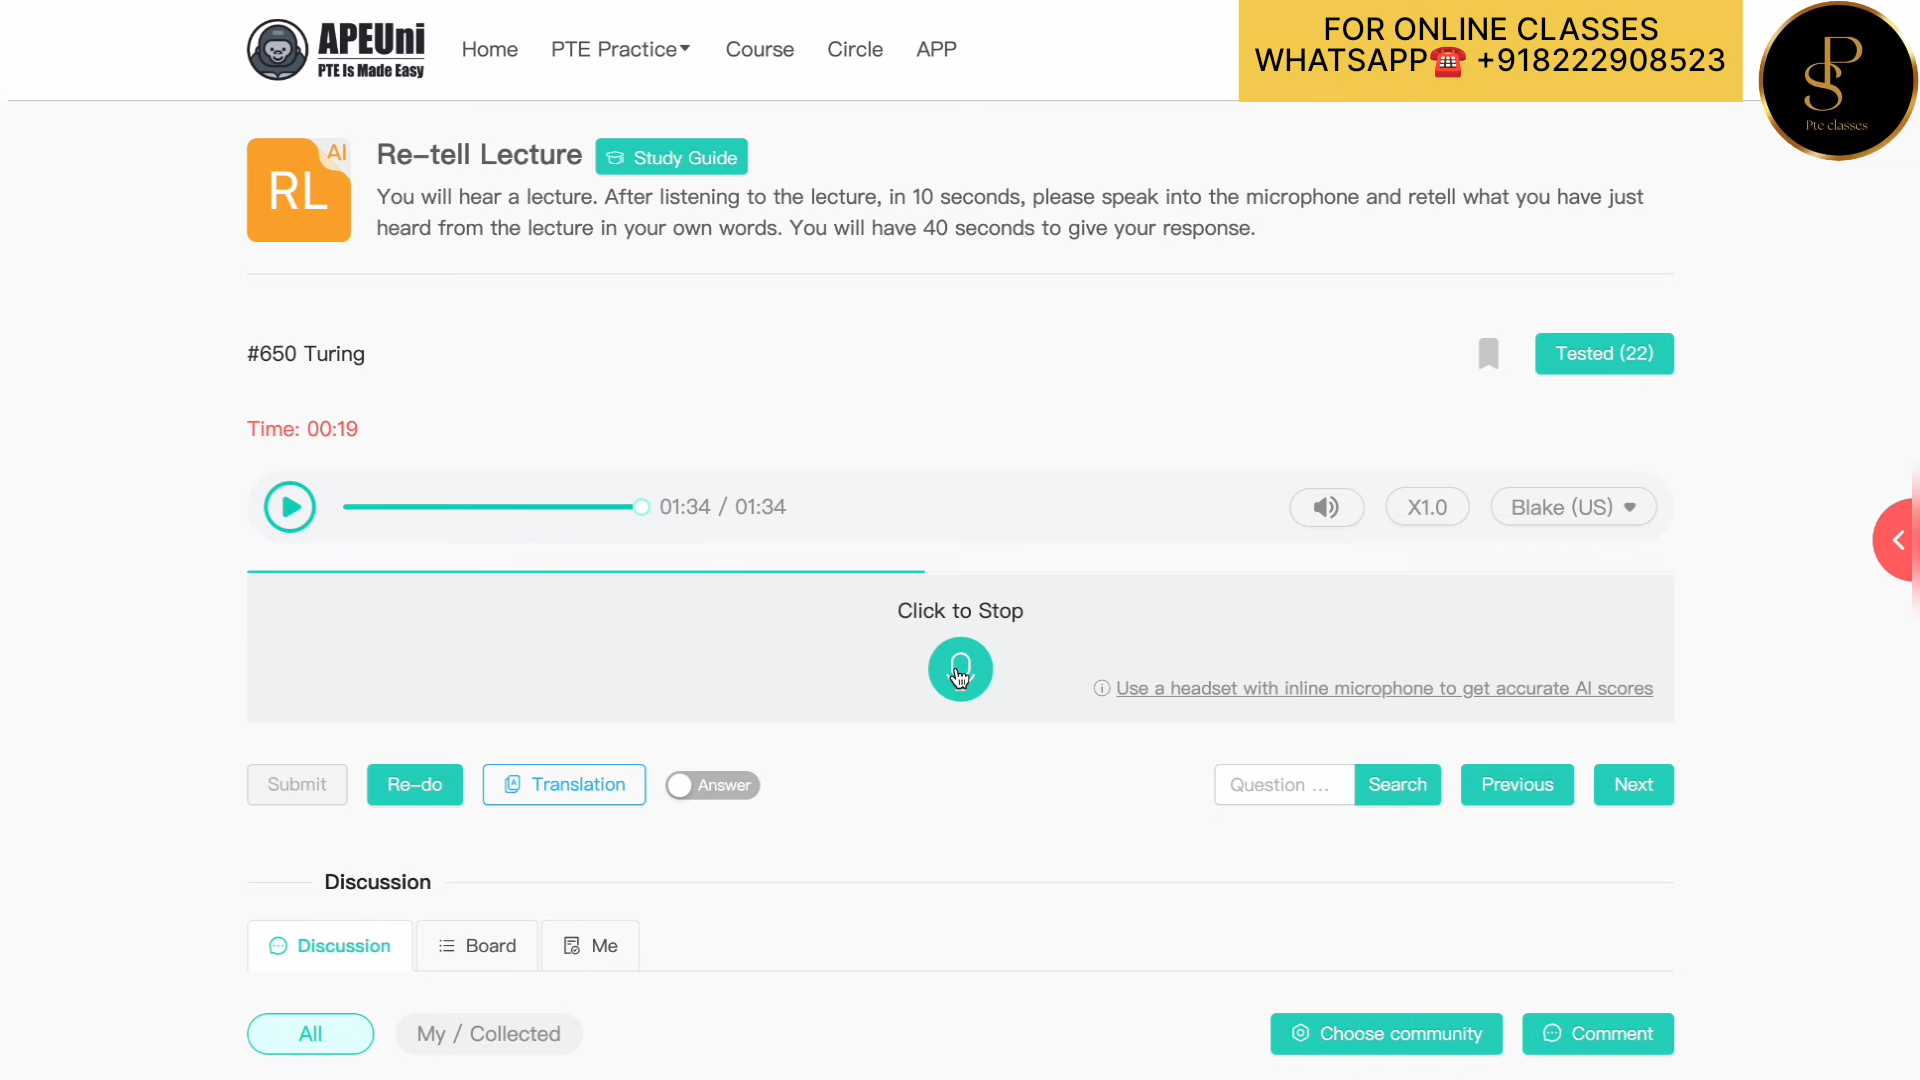 APEUni
PTE Is Made Easy
Home
PTE Practice
Course
Circle
APP
FOR ONLINE CLASSES
WHATSAPP☎️ +918222908523
PS
Pte classes
AI
RL
Re-tell Lecture
Study Guide
You will hear a lecture. After listening to the lecture, in 10 seconds, please speak into the microphone and retell what you have just
heard from the lecture in your own words. You will have 40 seconds to give your response.
#650 Turing
Tested (22)
Time: 00:19
01:34 / 01:34
X1.0
Blake (US)
Click to Stop
Use a headset with inline microphone to get accurate AI scores
Submit
Re-do
Translation
Answer
Question ...
Search
Previous
Next
Discussion
Discussion
Board
Me
All
My / Collected
Choose community
Comment